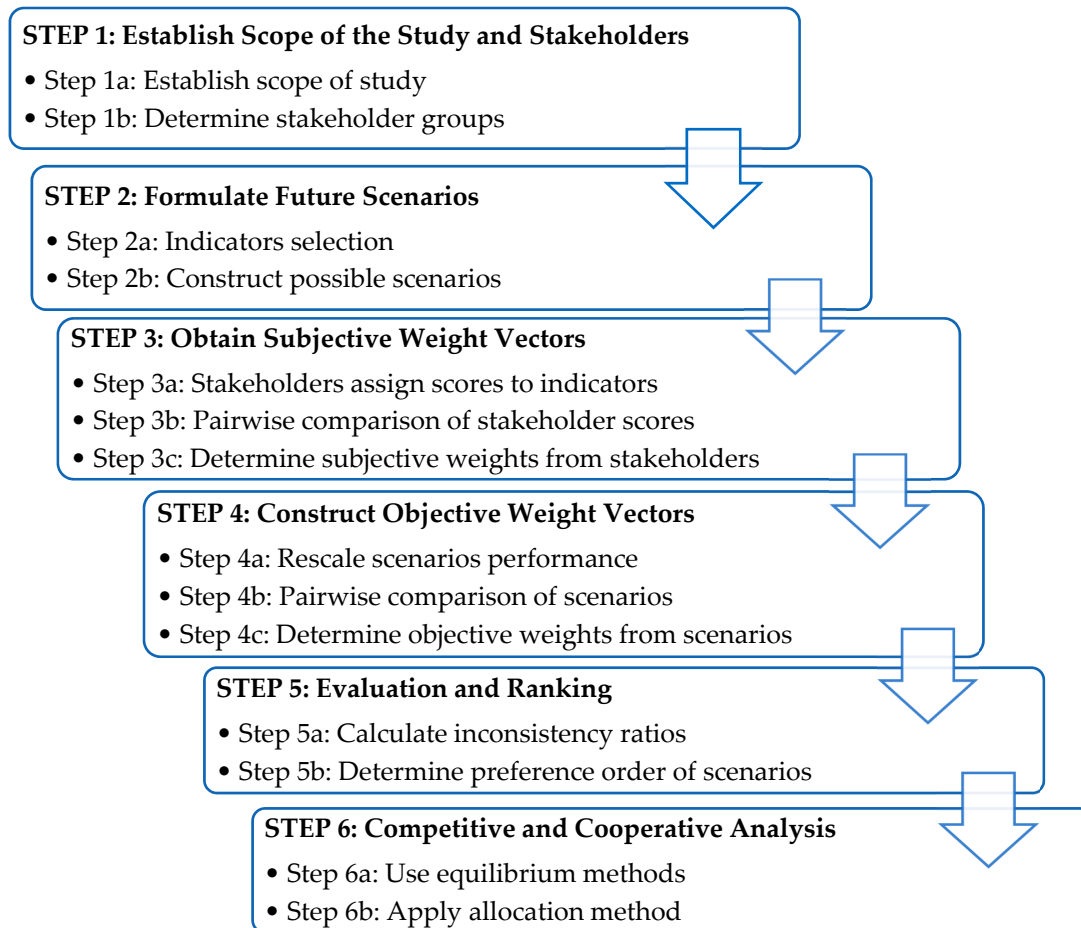 STEP 1: Establish Scope of the Study and Stakeholders
• Step 1a: Establish scope of study
• Step 1b: Determine stakeholder groups
STEP 2: Formulate Future Scenarios
• Step 2a: Indicators selection
• Step 2b: Construct possible scenarios
STEP 3: Obtain Subjective Weight Vectors
• Step 3a: Stakeholders assign scores to indicators
• Step 3b: Pairwise comparison of stakeholder scores
• Step 3c: Determine subjective weights from stakeholders
STEP 4: Construct Objective Weight Vectors
• Step 4a: Rescale scenarios performance
• Step 4b: Pairwise comparison of scenarios
• Step 4c: Determine objective weights from scenarios
STEP 5: Evaluation and Ranking
• Step 5a: Calculate inconsistency ratios
• Step 5b: Determine preference order of scenarios
STEP 6: Competitive and Cooperative Analysis
• Step 6a: Use equilibrium methods
• Step 6b: Apply allocation method